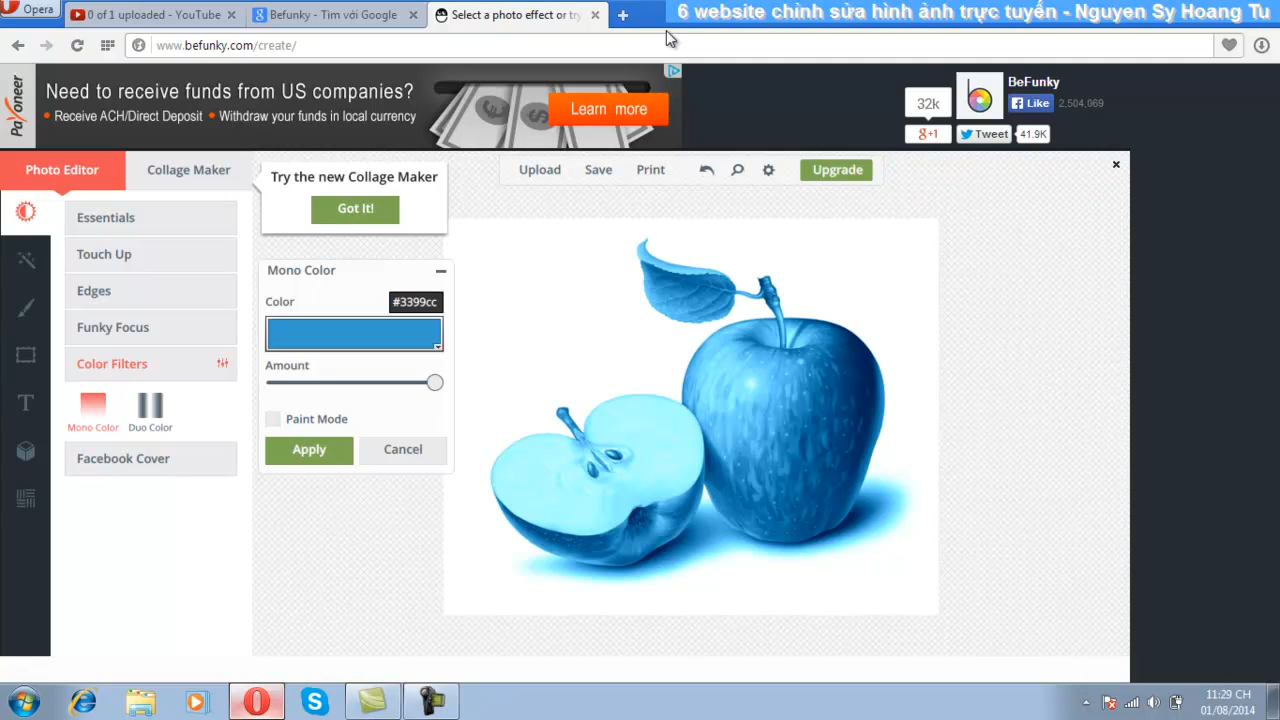 Opera
0 of 1 uploaded - YouTube
Befunky - Tìm với Google
Select a photo effect or try
6 website chỉnh sửa hình ảnh trực tuyến - Nguyen Sy Hoang Tu
www.befunky.com/create/
Payoneer
Need to receive funds from US companies?
• Receive ACH/Direct Deposit • Withdraw your funds in local currency
Learn more
32k
+1
BeFunky
Like
2,504,069
Tweet
41.9K
Photo Editor
Collage Maker
Try the new Collage Maker
Got It!
Upload
Save
Print
Upgrade
Essentials
Touch Up
Edges
Funky Focus
Color Filters
Mono Color
Duo Color
Facebook Cover
Mono Color
Color
#3399cc
Amount
Paint Mode
Apply
Cancel
11:29 CH
01/08/2014